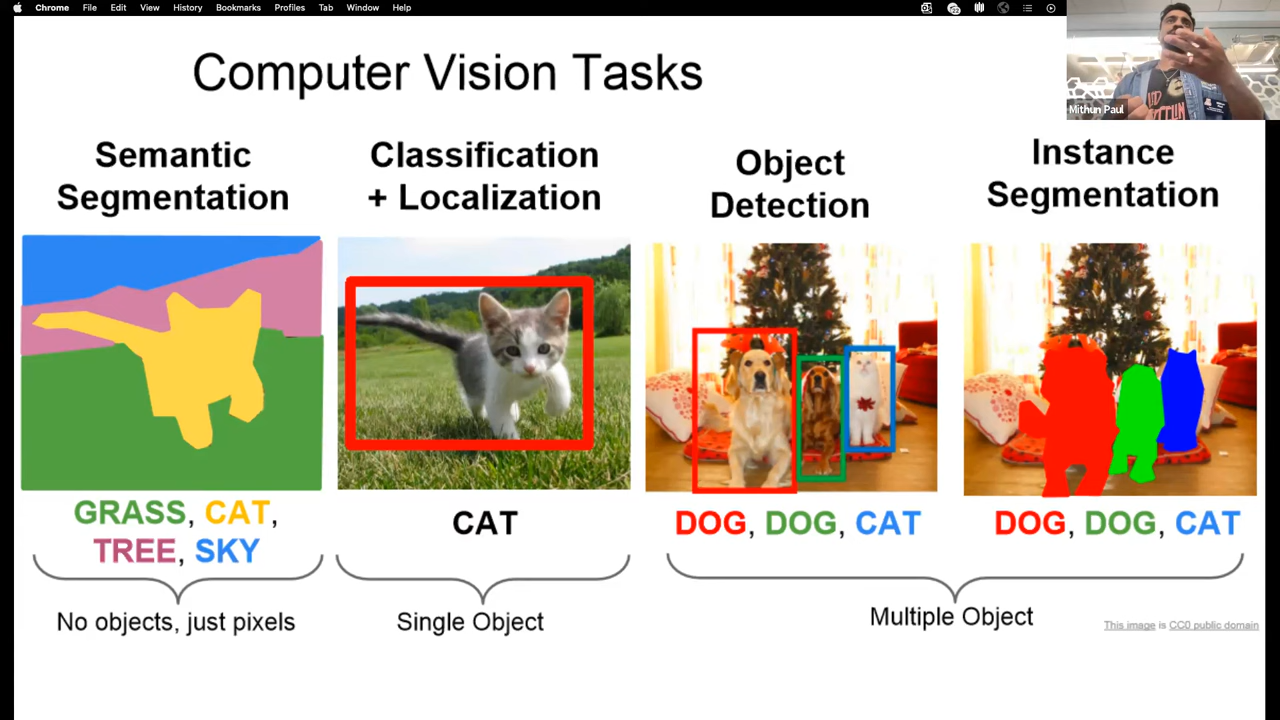 Chrome File Edit View History Bookmarks Profiles Tab Window Help
Mithun Paul
Computer Vision Tasks
Semantic
Segmentation
Classification
+ Localization
Object
Detection
Instance
Segmentation
GRASS, CAT,
TREE, SKY
CAT
DOG, DOG, CAT
DOG, DOG, CAT
No objects, just pixels
Single Object
Multiple Object
This image is CC0 public domain